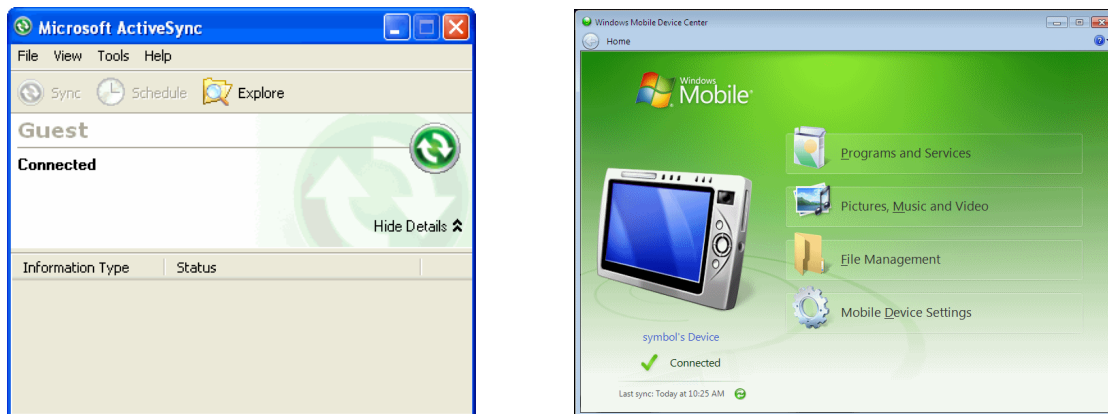 Microsoft ActiveSync
File View Tools Help
Sync Schedule Explore
Guest
Connected
Hide Details
Information Type Status
Windows Mobile Device Center
Home
Windows
Mobile
Programs and Services
Pictures, Music and Video
File Management
Mobile Device Settings
symbol's Device
Connected
Last sync: Today at 10:25 AM